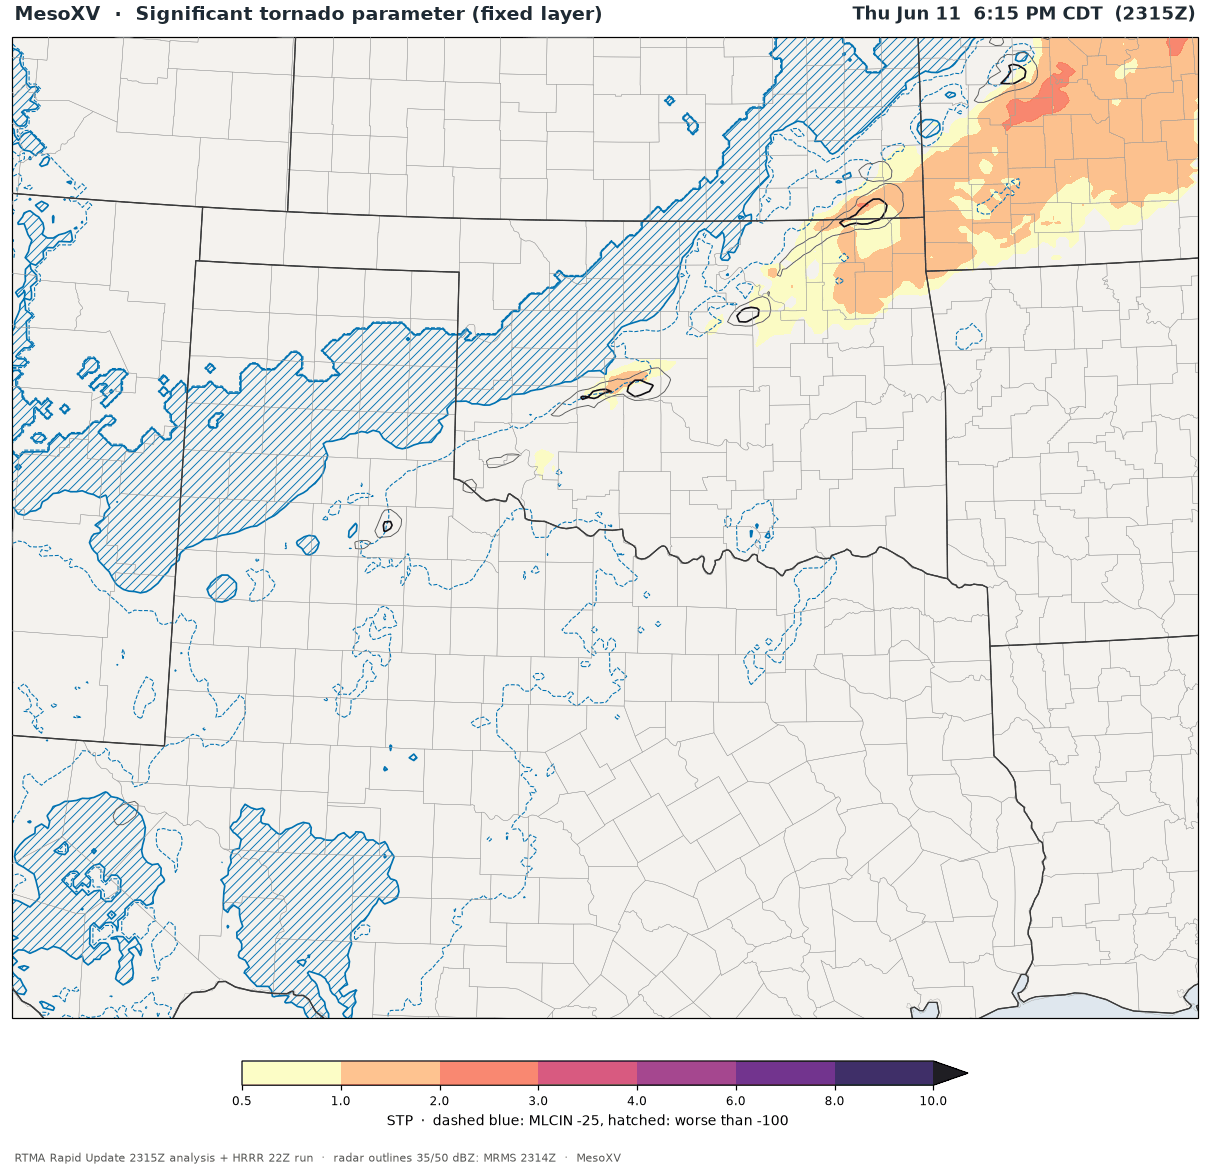 MesoXV · Significant tornado parameter (fixed layer)
Thu Jun 11 6:15 PM CDT (2315Z)
0.5 1.0 2.0 3.0 4.0 6.0 8.0 10.0
STP · dashed blue: MLCIN -25, hatched: worse than -100
RTMA Rapid Update 2315Z analysis + HRRR 22Z run · radar outlines 35/50 dBZ: MRMS 2314Z · MesoXV